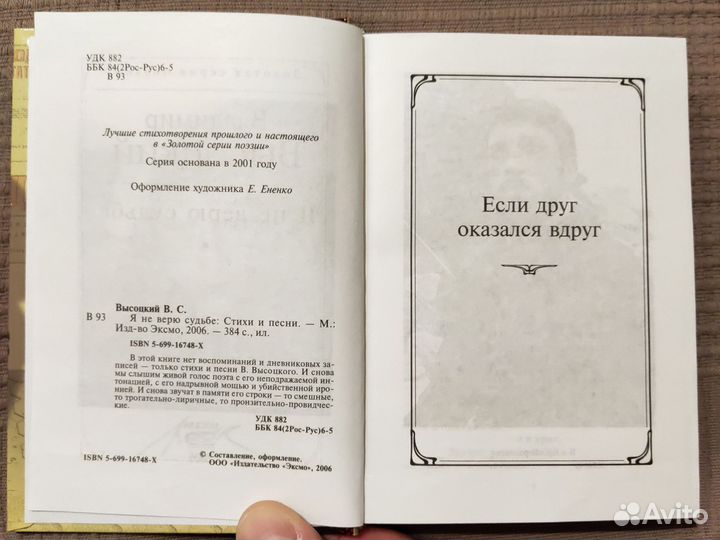 УДК 882
ББК 84(2Рос-Рус)6-5
В 93
Лучшие стихотворения прошлого и настоящего
в «Золотой серии поэзии»
Серия основана в 2001 году
Оформление художника Е. Ененко
Высоцкий В. С.
В 93 Я не верю судьбе: Стихи и песни. — М.:
Изд-во Эксмо, 2006. — 384 с., ил.
ISBN 5-699-16748-X
В этой книге нет воспоминаний и дневниковых за-
писей — только стихи и песни В. Высоцкого. И снова
мы слышим живой голос поэта с его неподражаемой ин-
тонацией, с его надрывной мощью и убийственной иро-
нией. И снова звучат в памяти его строки — то смешные,
то трогательно-лиричные, то пронзительно-провидчес-
кие.
УДК 882
ББК 84(2Рос-Рус)6-5
ISBN 5-699-16748-X
© Составление, оформление.
ООО «Издательство «Эксмо», 2006
Если друг
оказался вдруг
Avito